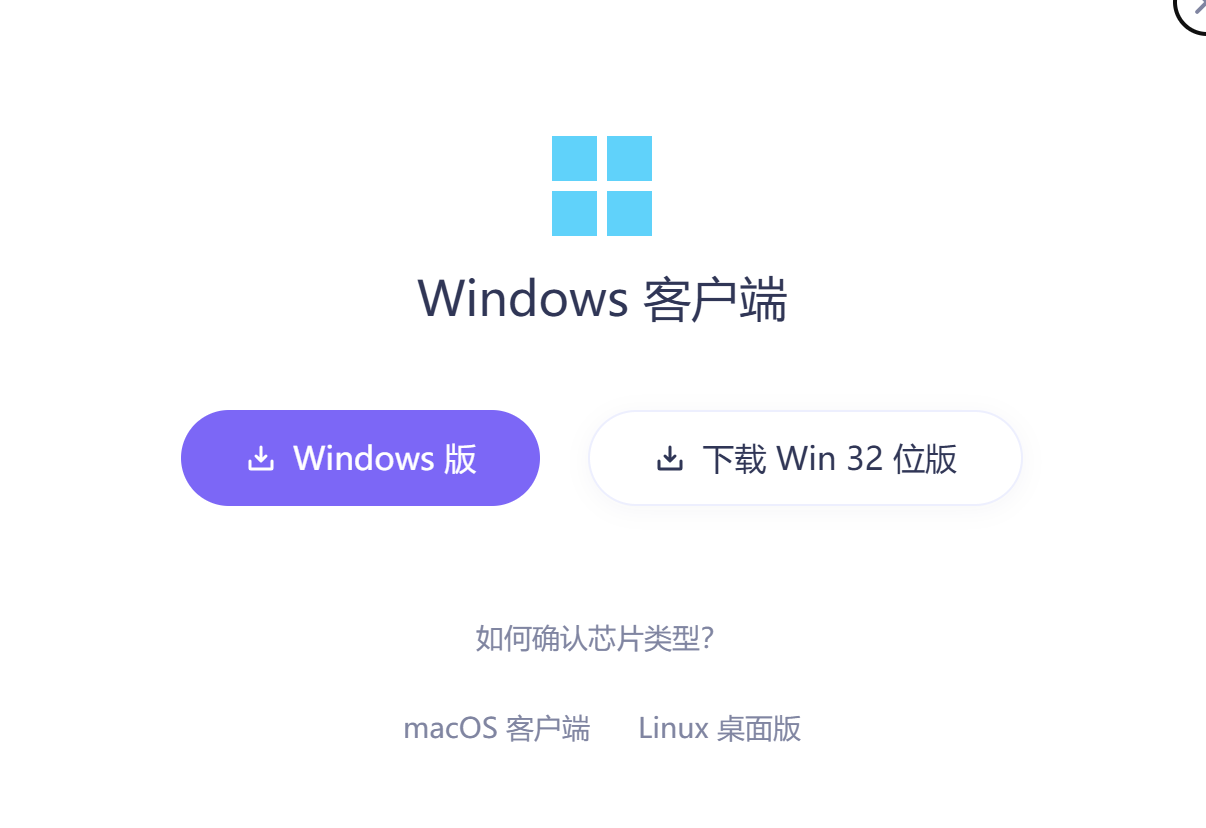 Windows 客户端
Windows 版
下载 Win 32 位版
如何确认芯片类型?
macOS 客户端
Linux 桌面版